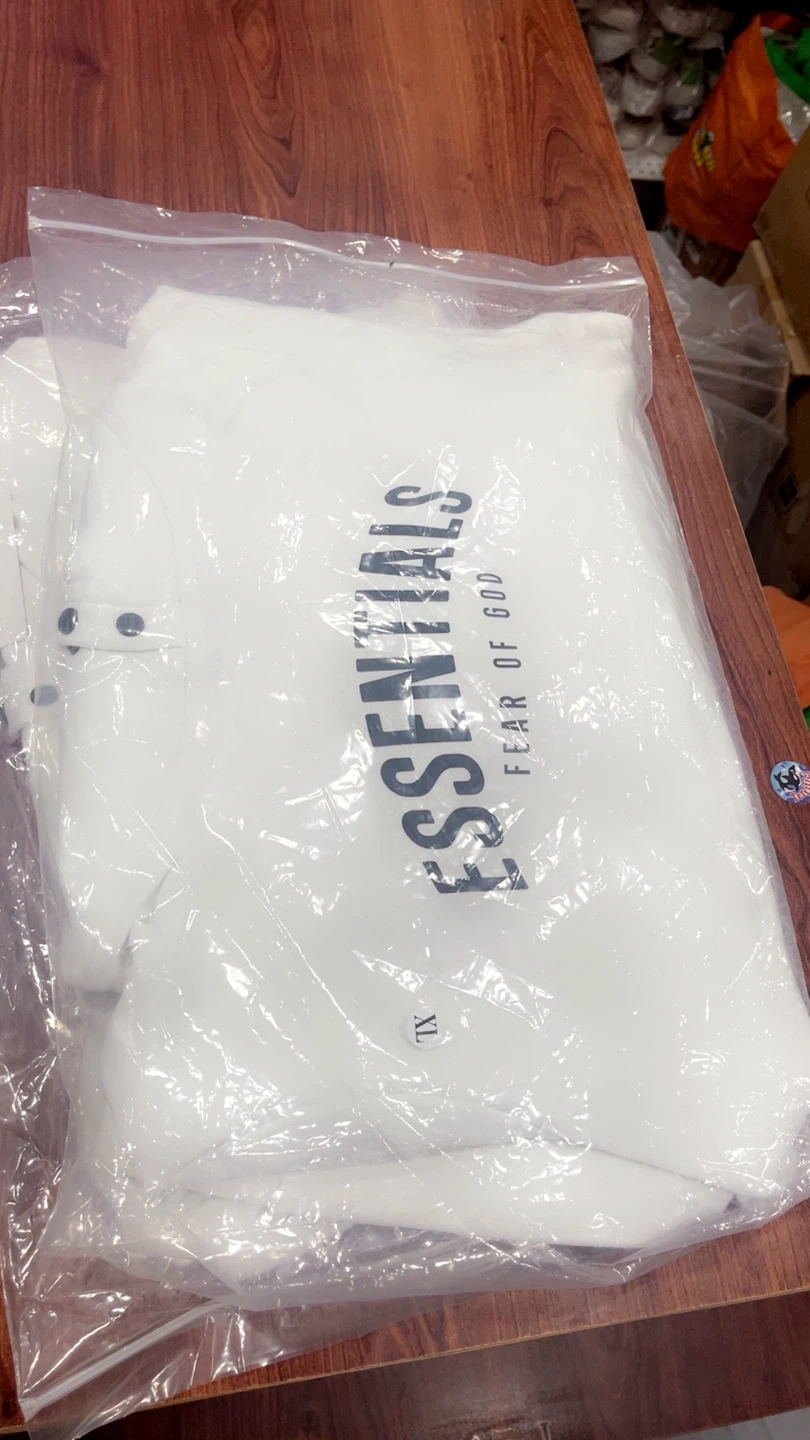 ESSENTIALS
FEAR OF GOD
XL